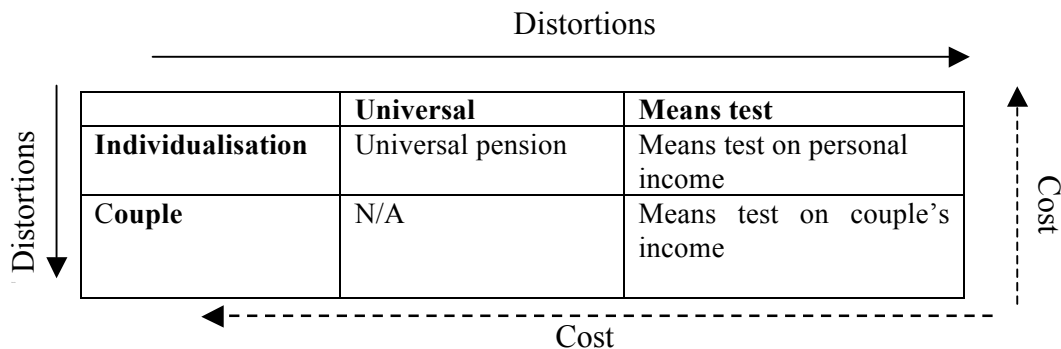 Distortions
Distortions
Universal
Means test
Individualisation
Universal pension
Means test on personal
income
Couple
N/A
Means test on couple's
income
Cost
Cost